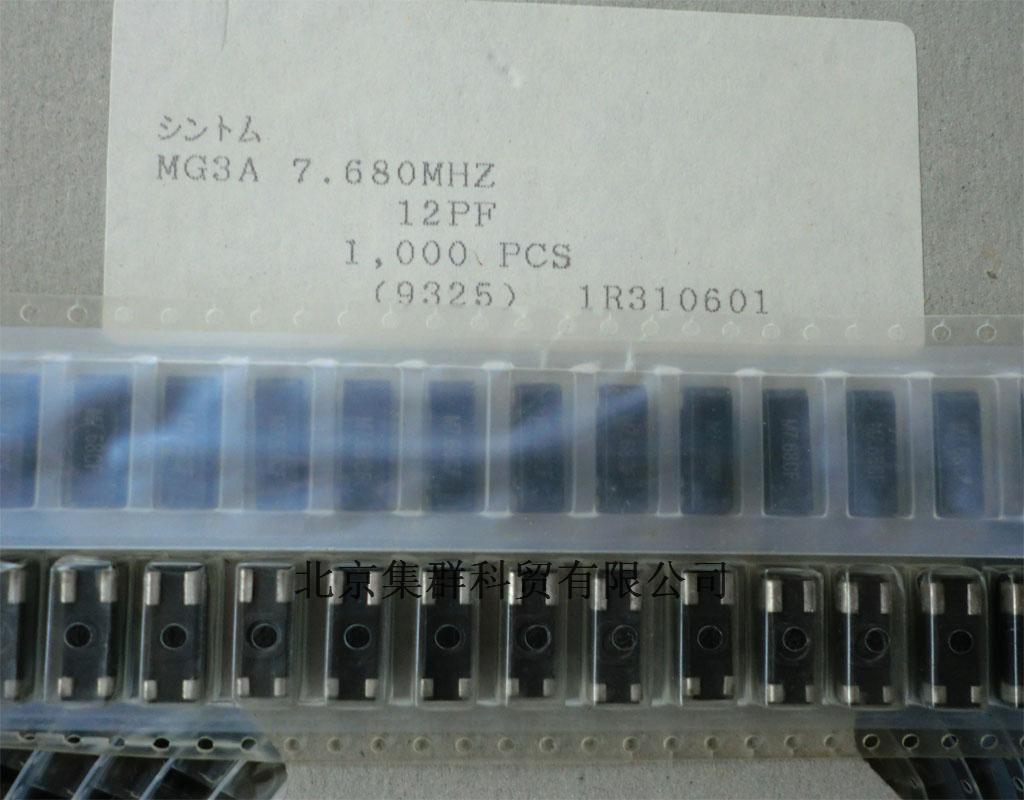 シントム
MG3A 7.680MHZ
12PF
1,000 PCS
(9325) 1R310601
北京集群科贸有限公司